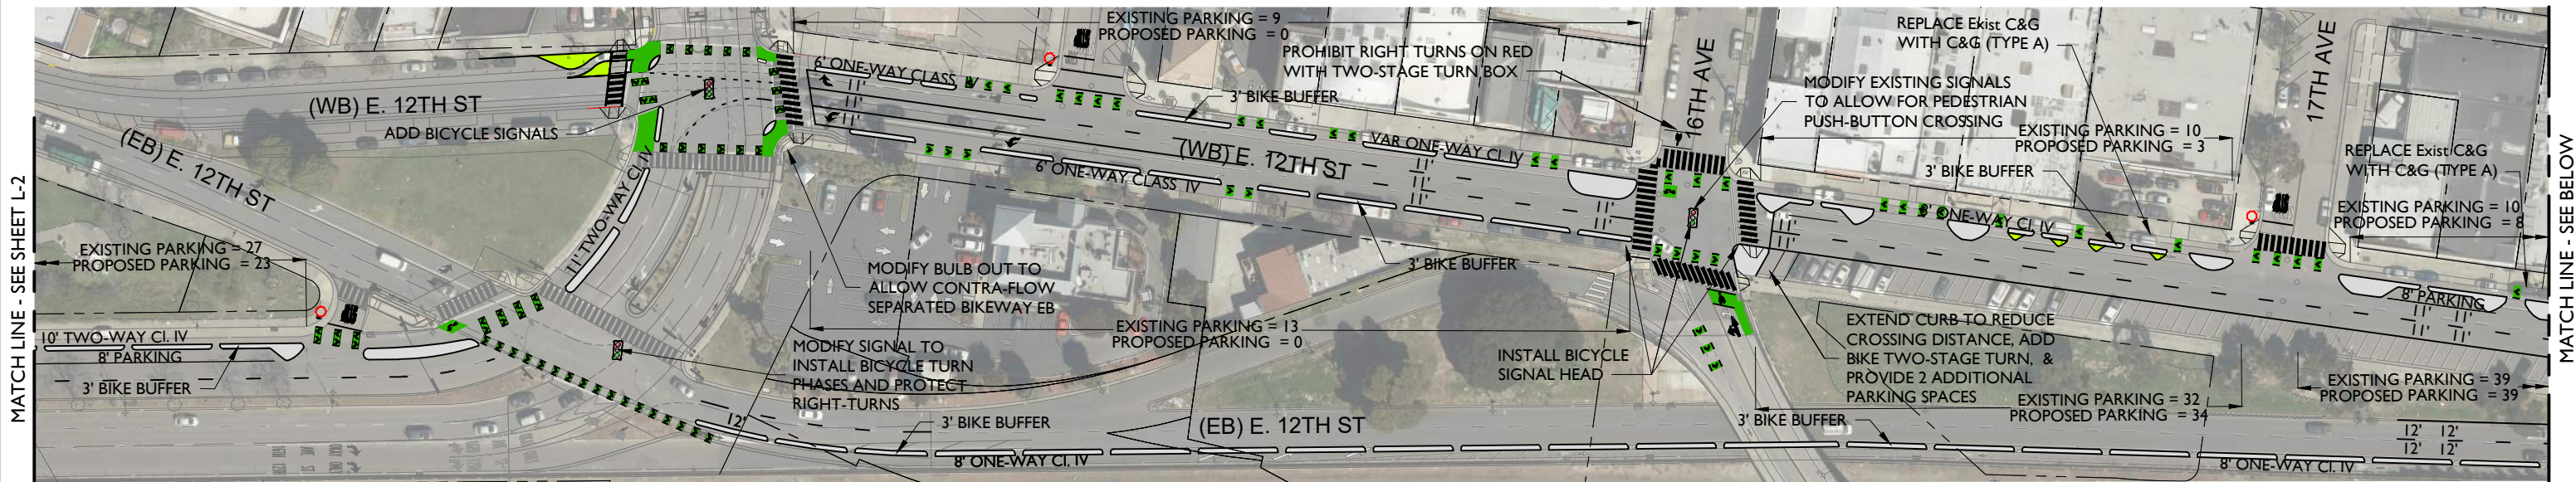 MATCH LINE - SEE SHEET L-2
(WB) E. 12TH ST
ADD BICYCLE SIGNALS
(EB) E. 12TH ST
EXISTING PARKING = 27
PROPOSED PARKING = 23
10' TWO-WAY Cl. IV
8' PARKING
3' BIKE BUFFER
11' TWO-WAY Cl. IV
EXISTING PARKING = 9
PROPOSED PARKING = 0
6' ONE-WAY CLASS IV
PROHIBIT RIGHT TURNS ON RED
WITH TWO-STAGE TURN BOX
3' BIKE BUFFER
VAR ONE-WAY Cl. IV
(WB) E. 12TH ST
6' ONE-WAY CLASS IV
3' BIKE BUFFER
MODIFY BULB OUT TO
ALLOW CONTRA-FLOW
SEPARATED BIKEWAY EB
EXISTING PARKING = 13
PROPOSED PARKING = 0
MODIFY SIGNAL TO
INSTALL BICYCLE TURN
PHASES AND PROTECT
RIGHT-TURNS
12'
3' BIKE BUFFER
8' ONE-WAY Cl. IV
(EB) E. 12TH ST
INSTALL BICYCLE
SIGNAL HEAD
16TH AVE
REPLACE Exist C&G
WITH C&G (TYPE A)
MODIFY EXISTING SIGNALS
TO ALLOW FOR PEDESTRIAN
PUSH-BUTTON CROSSING
EXISTING PARKING = 10
PROPOSED PARKING = 3
3' BIKE BUFFER
ONE-WAY Cl. IV
17TH AVE
REPLACE Exist C&G
WITH C&G (TYPE A)
EXISTING PARKING = 10
PROPOSED PARKING = 8
8' PARKING
EXTEND CURB TO REDUCE
CROSSING DISTANCE, ADD
BIKE TWO-STAGE TURN, &
PROVIDE 2 ADDITIONAL
PARKING SPACES
EXISTING PARKING = 32
PROPOSED PARKING = 34
3' BIKE BUFFER
EXISTING PARKING = 39
PROPOSED PARKING = 39
12' 12'
12' 12'
8' ONE-WAY Cl. IV
MATCH LINE - SEE BELOW